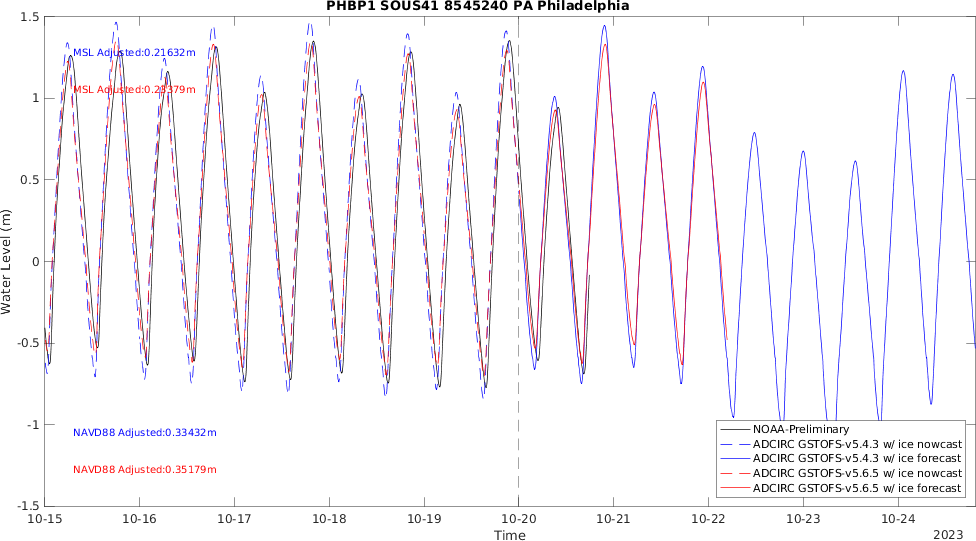 PHBP1 SOUS41 8545240 PA Philadelphia
1.5
1
0.5
0
-0.5
-1
-1.5
Water Level (m)
MSL Adjusted:0.21632m
MSL Adjusted:0.23379m
NAVD88 Adjusted:0.33432m
NAVD88 Adjusted:0.35179m
NOAA-Preliminary
ADCIRC GSTOFS-v5.4.3 w/ ice nowcast
ADCIRC GSTOFS-v5.4.3 w/ ice forecast
ADCIRC GSTOFS-v5.6.5 w/ ice nowcast
ADCIRC GSTOFS-v5.6.5 w/ ice forecast
10-15 10-16 10-17 10-18 10-19 10-20 10-21 10-22 10-23 10-24
Time
2023